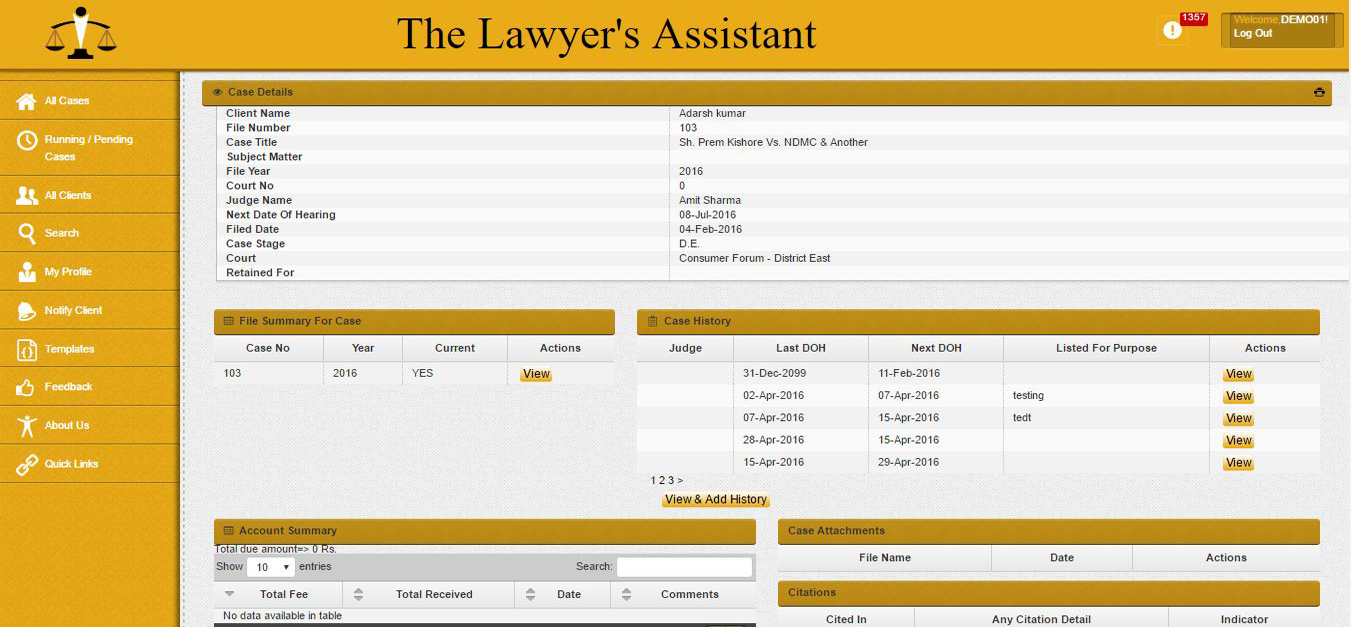 The Lawyer's Assistant
1357
Welcome,DEMO01!
Log Out
All Cases
Running / Pending
Cases
All Clients
Search
My Profile
Notify Client
Templates
Feedback
About Us
Quick Links
Case Details
Client Name Adarsh kumar
File Number 103
Case Title Sh. Prem Kishore Vs. NDMC & Another
Subject Matter
File Year 2016
Court No 0
Judge Name Amit Sharma
Next Date Of Hearing 08-Jul-2016
Filed Date 04-Feb-2016
Case Stage D.E.
Court Consumer Forum - District East
Retained For
File Summary For Case
Case No Year Current Actions
103 2016 YES View
Case History
Judge Last DOH Next DOH Listed For Purpose Actions
31-Dec-2099 11-Feb-2016 View
02-Apr-2016 07-Apr-2016 testing View
07-Apr-2016 15-Apr-2016 tedt View
28-Apr-2016 15-Apr-2016 View
15-Apr-2016 29-Apr-2016 View
1 2 3 >
View & Add History
Account Summary
Total due amount=> 0 Rs.
Show 10 entries Search:
Total Fee Total Received Date Comments
No data available in table
Case Attachments
File Name Date Actions
Citations
Cited In Any Citation Detail Indicator